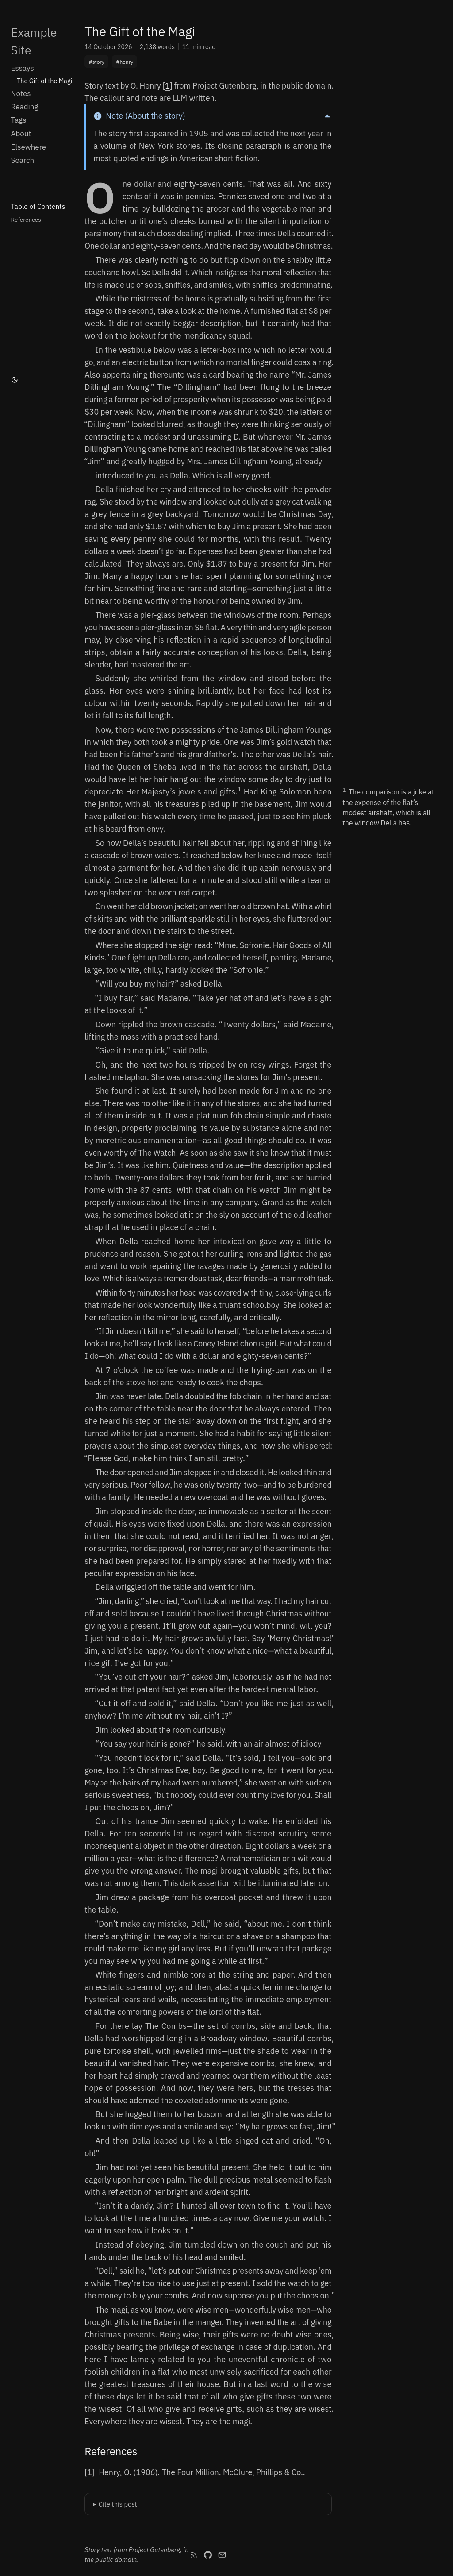 Example
Site
Essays
The Gift of the Magi
Notes
Reading
Tags
About
Elsewhere
Search
Table of Contents
References
The Gift of the Magi
14 October 2026 | 2,138 words | 11 min read
#story #henry
Story text by O. Henry [1] from Project Gutenberg, in the public domain.
The callout and note are LLM written.
Note (About the story)
The story first appeared in 1905 and was collected the next year in
a volume of New York stories. Its closing paragraph is among the
most quoted endings in American short fiction.
One dollar and eighty-seven cents. That was all. And sixty
cents of it was in pennies. Pennies saved one and two at a
time by bulldozing the grocer and the vegetable man and
the butcher until one’s cheeks burned with the silent imputation of
parsimony that such close dealing implied. Three times Della counted it.
One dollar and eighty-seven cents. And the next day would be Christmas.
There was clearly nothing to do but flop down on the shabby little
couch and howl. So Della did it. Which instigates the moral reflection that
life is made up of sobs, sniffles, and smiles, with sniffles predominating.
While the mistress of the home is gradually subsiding from the first
stage to the second, take a look at the home. A furnished flat at $8 per
week. It did not exactly beggar description, but it certainly had that
word on the lookout for the mendicancy squad.
In the vestibule below was a letter-box into which no letter would
go, and an electric button from which no mortal finger could coax a ring.
Also appertaining thereunto was a card bearing the name “Mr. James
Dillingham Young.” The “Dillingham” had been flung to the breeze
during a former period of prosperity when its possessor was being paid
$30 per week. Now, when the income was shrunk to $20, the letters of
“Dillingham” looked blurred, as though they were thinking seriously of
contracting to a modest and unassuming D. But whenever Mr. James
Dillingham Young came home and reached his flat above he was called
“Jim” and greatly hugged by Mrs. James Dillingham Young, already
introduced to you as Della. Which is all very good.
Della finished her cry and attended to her cheeks with the powder
rag. She stood by the window and looked out dully at a grey cat walking
a grey fence in a grey backyard. Tomorrow would be Christmas Day,
and she had only $1.87 with which to buy Jim a present. She had been
saving every penny she could for months, with this result. Twenty
dollars a week doesn’t go far. Expenses had been greater than she had
calculated. They always are. Only $1.87 to buy a present for Jim. Her
Jim. Many a happy hour she had spent planning for something nice
for him. Something fine and rare and sterling—something just a little
bit near to being worthy of the honour of being owned by Jim.
There was a pier-glass between the windows of the room. Perhaps
you have seen a pier-glass in an $8 flat. A very thin and very agile person
may, by observing his reflection in a rapid sequence of longitudinal
strips, obtain a fairly accurate conception of his looks. Della, being
slender, had mastered the art.
Suddenly she whirled from the window and stood before the
glass. Her eyes were shining brilliantly, but her face had lost its
colour within twenty seconds. Rapidly she pulled down her hair and
let it fall to its full length.
Now, there were two possessions of the James Dillingham Youngs
in which they both took a mighty pride. One was Jim’s gold watch that
had been his father’s and his grandfather’s. The other was Della’s hair.
Had the Queen of Sheba lived in the flat across the airshaft, Della
would have let her hair hang out the window some day to dry just to
depreciate Her Majesty’s jewels and gifts.1 Had King Solomon been
the janitor, with all his treasures piled up in the basement, Jim would
have pulled out his watch every time he passed, just to see him pluck
at his beard from envy.
1 The comparison is a joke at
the expense of the flat’s
modest airshaft, which is all
the window Della has.
So now Della’s beautiful hair fell about her, rippling and shining like
a cascade of brown waters. It reached below her knee and made itself
almost a garment for her. And then she did it up again nervously and
quickly. Once she faltered for a minute and stood still while a tear or
two splashed on the worn red carpet.
On went her old brown jacket; on went her old brown hat. With a whirl
of skirts and with the brilliant sparkle still in her eyes, she fluttered out
the door and down the stairs to the street.
Where she stopped the sign read: “Mme. Sofronie. Hair Goods of All
Kinds.” One flight up Della ran, and collected herself, panting. Madame,
large, too white, chilly, hardly looked the “Sofronie.”
“Will you buy my hair?” asked Della.
“I buy hair,” said Madame. “Take yer hat off and let’s have a sight
at the looks of it.”
Down rippled the brown cascade. “Twenty dollars,” said Madame,
lifting the mass with a practised hand.
“Give it to me quick,” said Della.
Oh, and the next two hours tripped by on rosy wings. Forget the
hashed metaphor. She was ransacking the stores for Jim’s present.
She found it at last. It surely had been made for Jim and no one
else. There was no other like it in any of the stores, and she had turned
all of them inside out. It was a platinum fob chain simple and chaste
in design, properly proclaiming its value by substance alone and not
by meretricious ornamentation—as all good things should do. It was
even worthy of The Watch. As soon as she saw it she knew that it must
be Jim’s. It was like him. Quietness and value—the description applied
to both. Twenty-one dollars they took from her for it, and she hurried
home with the 87 cents. With that chain on his watch Jim might be
properly anxious about the time in any company. Grand as the watch
was, he sometimes looked at it on the sly on account of the old leather
strap that he used in place of a chain.
When Della reached home her intoxication gave way a little to
prudence and reason. She got out her curling irons and lighted the gas
and went to work repairing the ravages made by generosity added to
love. Which is always a tremendous task, dear friends—a mammoth task.
Within forty minutes her head was covered with tiny, close-lying curls
that made her look wonderfully like a truant schoolboy. She looked at
her reflection in the mirror long, carefully, and critically.
“If Jim doesn’t kill me,” she said to herself, “before he takes a second
look at me, he’ll say I look like a Coney Island chorus girl. But what could
I do—oh! what could I do with a dollar and eighty-seven cents?”
At 7 o’clock the coffee was made and the frying-pan was on the
back of the stove hot and ready to cook the chops.
Jim was never late. Della doubled the fob chain in her hand and sat
on the corner of the table near the door that he always entered. Then
she heard his step on the stair away down on the first flight, and she
turned white for just a moment. She had a habit for saying little silent
prayers about the simplest everyday things, and now she whispered:
“Please God, make him think I am still pretty.”
The door opened and Jim stepped in and closed it. He looked thin and
very serious. Poor fellow, he was only twenty-two—and to be burdened
with a family! He needed a new overcoat and he was without gloves.
Jim stopped inside the door, as immovable as a setter at the scent
of quail. His eyes were fixed upon Della, and there was an expression
in them that she could not read, and it terrified her. It was not anger,
nor surprise, nor disapproval, nor horror, nor any of the sentiments that
she had been prepared for. He simply stared at her fixedly with that
peculiar expression on his face.
Della wriggled off the table and went for him.
“Jim, darling,” she cried, “don’t look at me that way. I had my hair cut
off and sold because I couldn’t have lived through Christmas without
giving you a present. It’ll grow out again—you won’t mind, will you?
I just had to do it. My hair grows awfully fast. Say ‘Merry Christmas!’
Jim, and let’s be happy. You don’t know what a nice—what a beautiful,
nice gift I’ve got for you.”
“You’ve cut off your hair?” asked Jim, laboriously, as if he had not
arrived at that patent fact yet even after the hardest mental labor.
“Cut it off and sold it,” said Della. “Don’t you like me just as well,
anyhow? I’m me without my hair, ain’t I?”
Jim looked about the room curiously.
“You say your hair is gone?” he said, with an air almost of idiocy.
“You needn’t look for it,” said Della. “It’s sold, I tell you—sold and
gone, too. It’s Christmas Eve, boy. Be good to me, for it went for you.
Maybe the hairs of my head were numbered,” she went on with sudden
serious sweetness, “but nobody could ever count my love for you. Shall
I put the chops on, Jim?”
Out of his trance Jim seemed quickly to wake. He enfolded his
Della. For ten seconds let us regard with discreet scrutiny some
inconsequential object in the other direction. Eight dollars a week or a
million a year—what is the difference? A mathematician or a wit would
give you the wrong answer. The magi brought valuable gifts, but that
was not among them. This dark assertion will be illuminated later on.
Jim drew a package from his overcoat pocket and threw it upon
the table.
“Don’t make any mistake, Dell,” he said, “about me. I don’t think
there’s anything in the way of a haircut or a shave or a shampoo that
could make me like my girl any less. But if you’ll unwrap that package
you may see why you had me going a while at first.”
White fingers and nimble tore at the string and paper. And then
an ecstatic scream of joy; and then, alas! a quick feminine change to
hysterical tears and wails, necessitating the immediate employment
of all the comforting powers of the lord of the flat.
For there lay The Combs—the set of combs, side and back, that
Della had worshipped long in a Broadway window. Beautiful combs,
pure tortoise shell, with jewelled rims—just the shade to wear in the
beautiful vanished hair. They were expensive combs, she knew, and
her heart had simply craved and yearned over them without the least
hope of possession. And now, they were hers, but the tresses that
should have adorned the coveted adornments were gone.
But she hugged them to her bosom, and at length she was able to
look up with dim eyes and a smile and say: “My hair grows so fast, Jim!”
And then Della leaped up like a little singed cat and cried, “Oh,
oh!”
Jim had not yet seen his beautiful present. She held it out to him
eagerly upon her open palm. The dull precious metal seemed to flash
with a reflection of her bright and ardent spirit.
“Isn’t it a dandy, Jim? I hunted all over town to find it. You’ll have
to look at the time a hundred times a day now. Give me your watch. I
want to see how it looks on it.”
Instead of obeying, Jim tumbled down on the couch and put his
hands under the back of his head and smiled.
“Dell,” said he, “let’s put our Christmas presents away and keep ’em
a while. They’re too nice to use just at present. I sold the watch to get
the money to buy your combs. And now suppose you put the chops on.”
The magi, as you know, were wise men—wonderfully wise men—who
brought gifts to the Babe in the manger. They invented the art of giving
Christmas presents. Being wise, their gifts were no doubt wise ones,
possibly bearing the privilege of exchange in case of duplication. And
here I have lamely related to you the uneventful chronicle of two
foolish children in a flat who most unwisely sacrificed for each other
the greatest treasures of their house. But in a last word to the wise
of these days let it be said that of all who give gifts these two were
the wisest. Of all who give and receive gifts, such as they are wisest.
Everywhere they are wisest. They are the magi.
References
[1] Henry, O. (1906). The Four Million. McClure, Phillips & Co..
Cite this post
Story text from Project Gutenberg, in
the public domain.